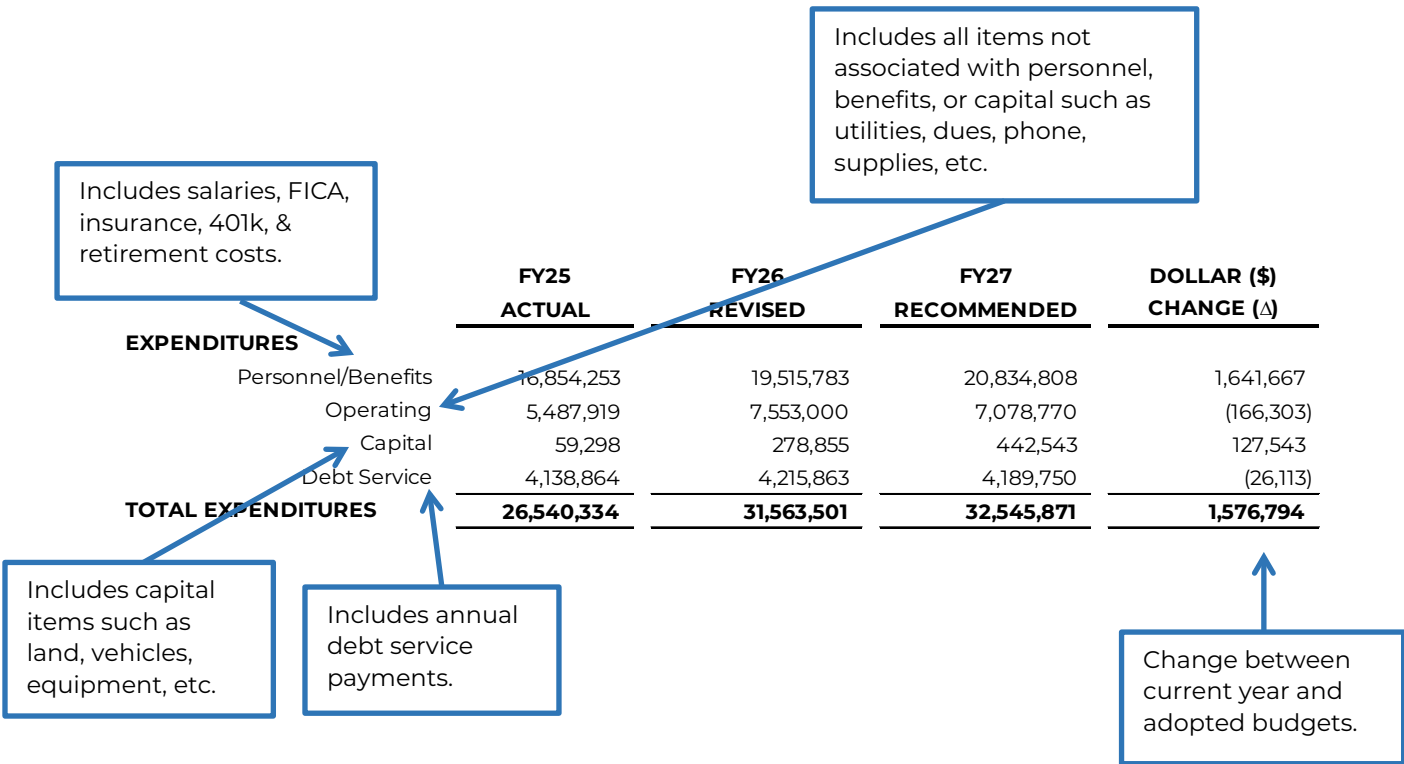 Includes all items not
associated with personnel,
benefits, or capital such as
utilities, dues, phone,
supplies, etc.
Includes salaries, FICA,
insurance, 401k, &
retirement costs.
FY25 FY26 FY27 DOLLAR ($)
ACTUAL REVISED RECOMMENDED CHANGE (∆)
EXPENDITURES
Personnel/Benefits 16,854,253 19,515,783 20,834,808 1,641,667
Operating 5,487,919 7,553,000 7,078,770 (166,303)
Capital 59,298 278,855 442,543 127,543
Debt Service 4,138,864 4,215,863 4,189,750 (26,113)
TOTAL EXPENDITURES 26,540,334 31,563,501 32,545,871 1,576,794
Includes capital
items such as
land, vehicles,
equipment, etc.
Includes annual
debt service
payments.
Change between
current year and
adopted budgets.